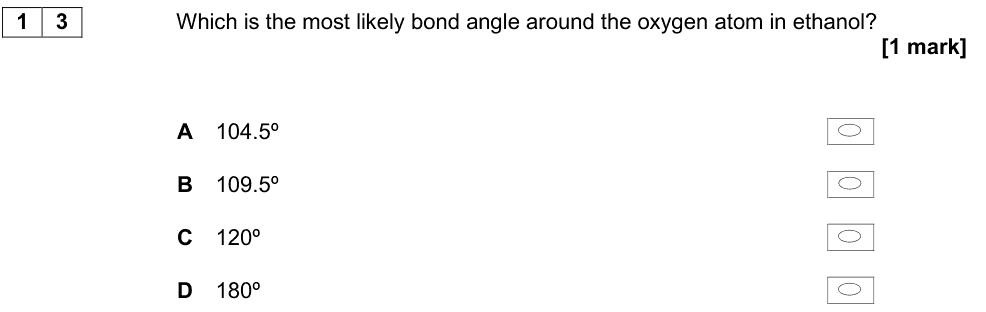 1 3 Which is the most likely bond angle around the oxygen atom in ethanol?
[1 mark]
A 104.5º
B 109.5º
C 120º
D 180º